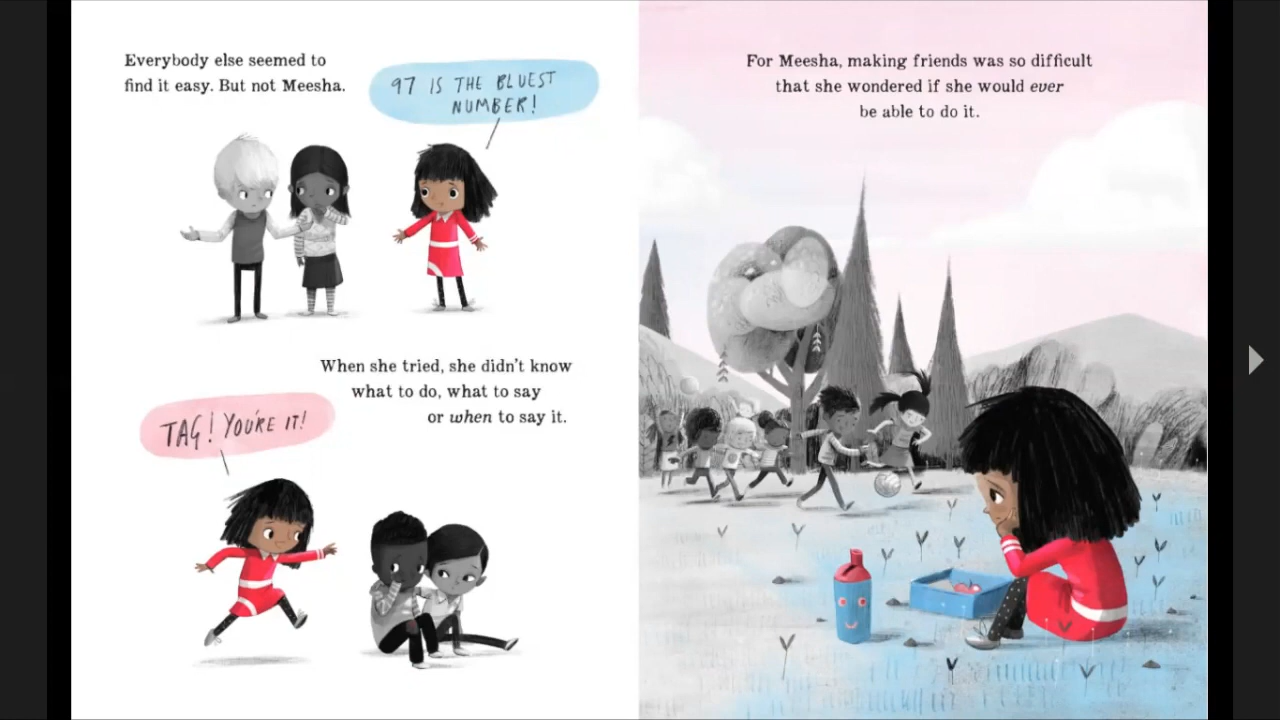 Everybody else seemed to
find it easy. But not Meesha.
97 IS THE BLUEST
NUMBER!
When she tried, she didn't know
what to do, what to say
or when to say it.
TAG! YOU'RE IT!
For Meesha, making friends was so difficult
that she wondered if she would ever
be able to do it.